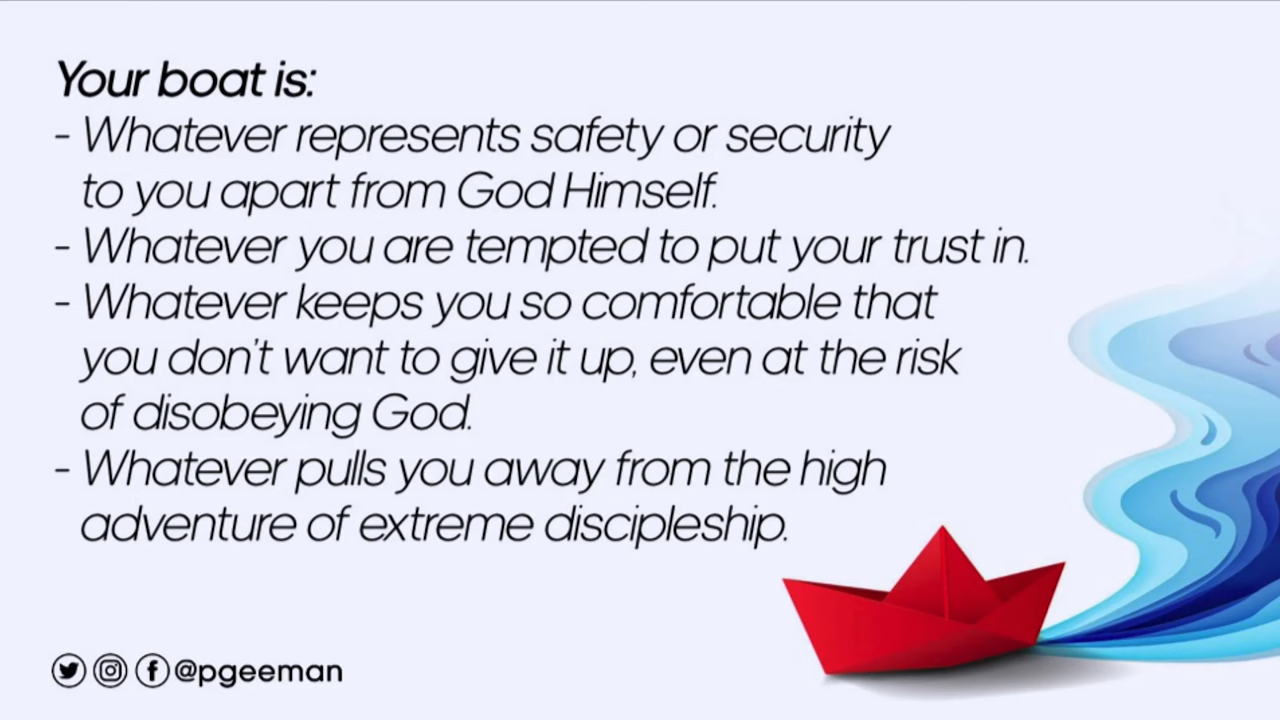 Your boat is:
- Whatever represents safety or security
to you apart from God Himself.
- Whatever you are tempted to put your trust in.
- Whatever keeps you so comfortable that
you don't want to give it up, even at the risk
of disobeying God.
- Whatever pulls you away from the high
adventure of extreme discipleship.
@pgeeman